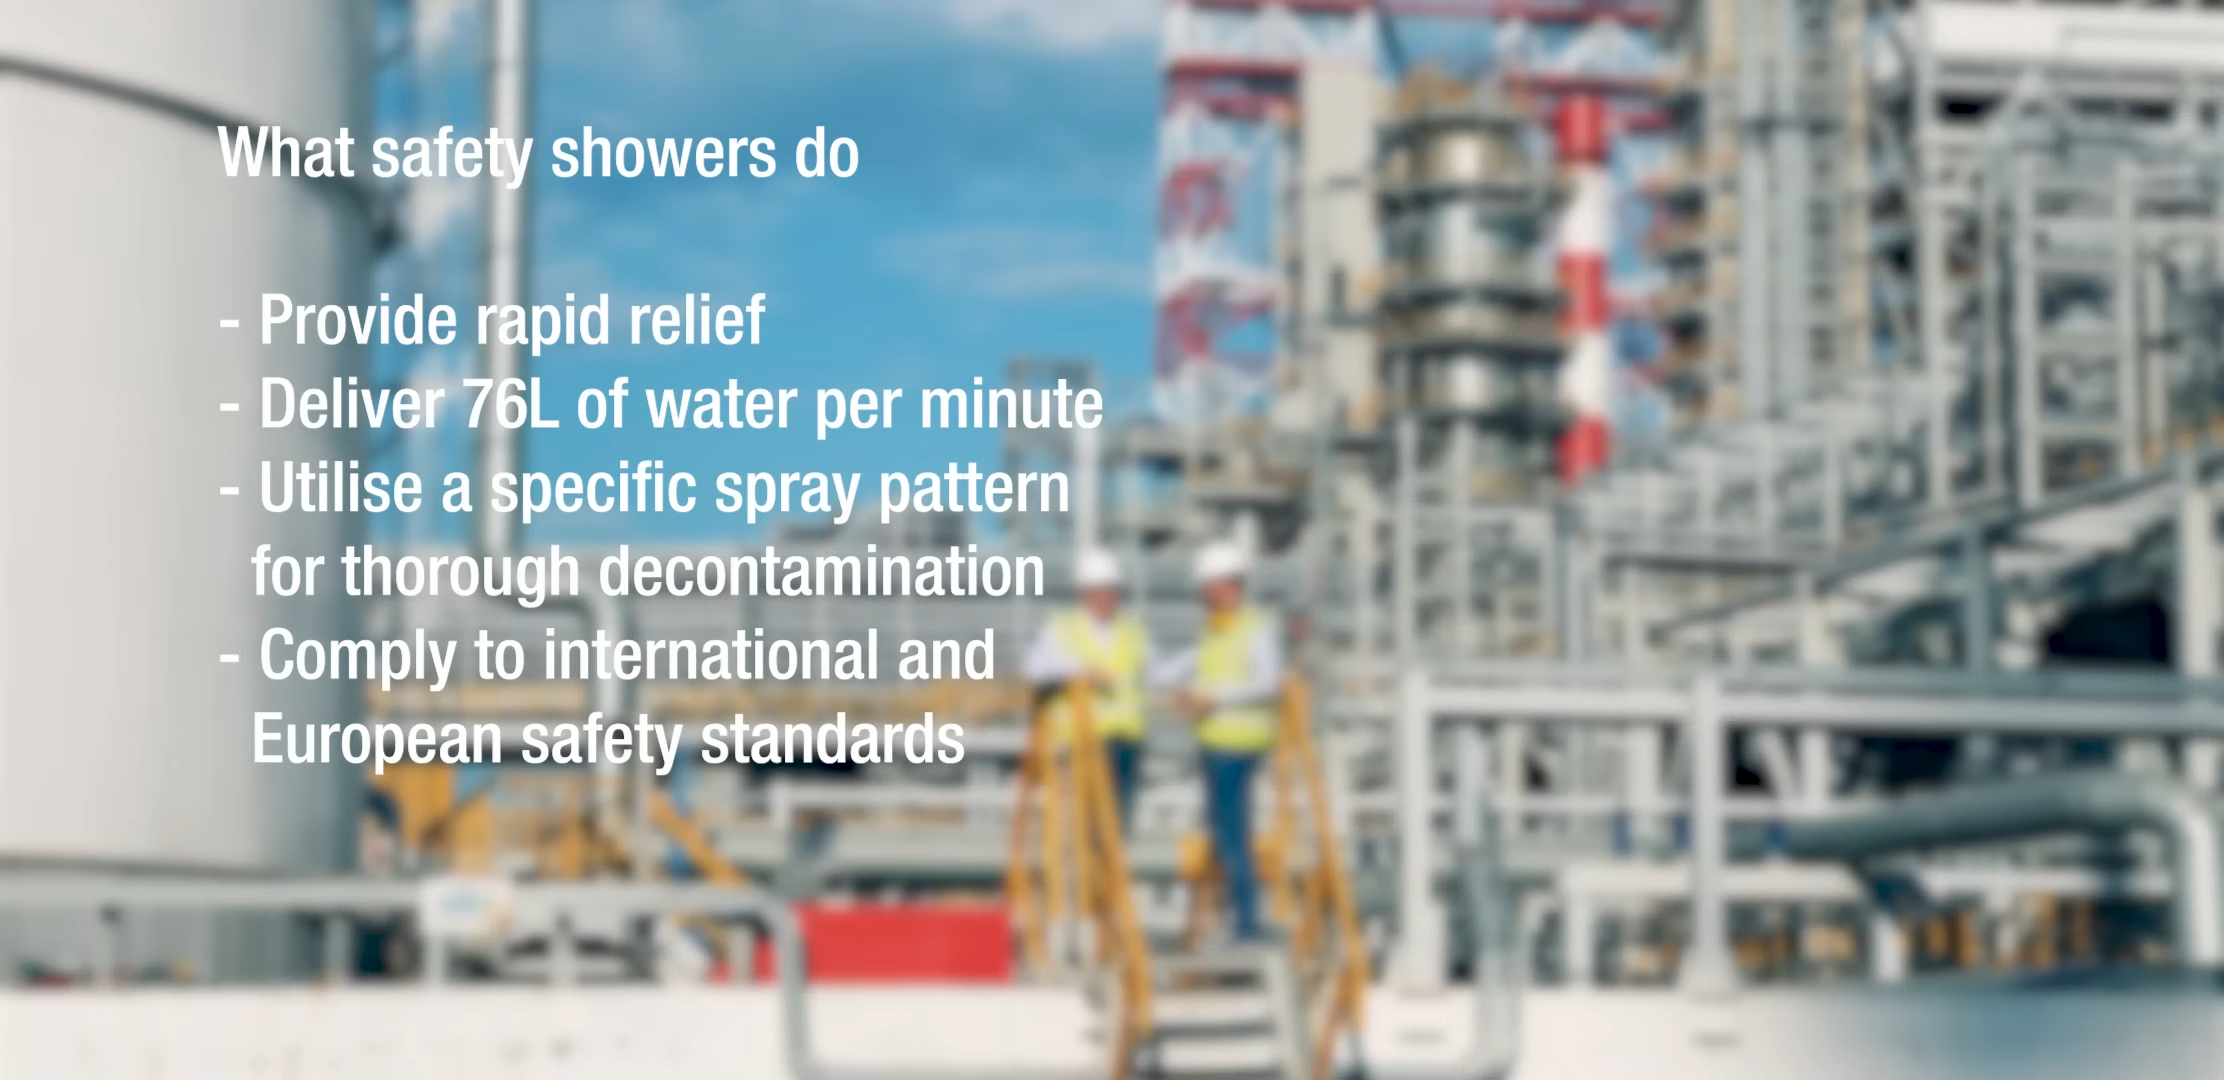 What safety showers do
- Provide rapid relief
- Deliver 76L of water per minute
- Utilise a specific spray pattern
for thorough decontamination
- Comply to international and
European safety standards